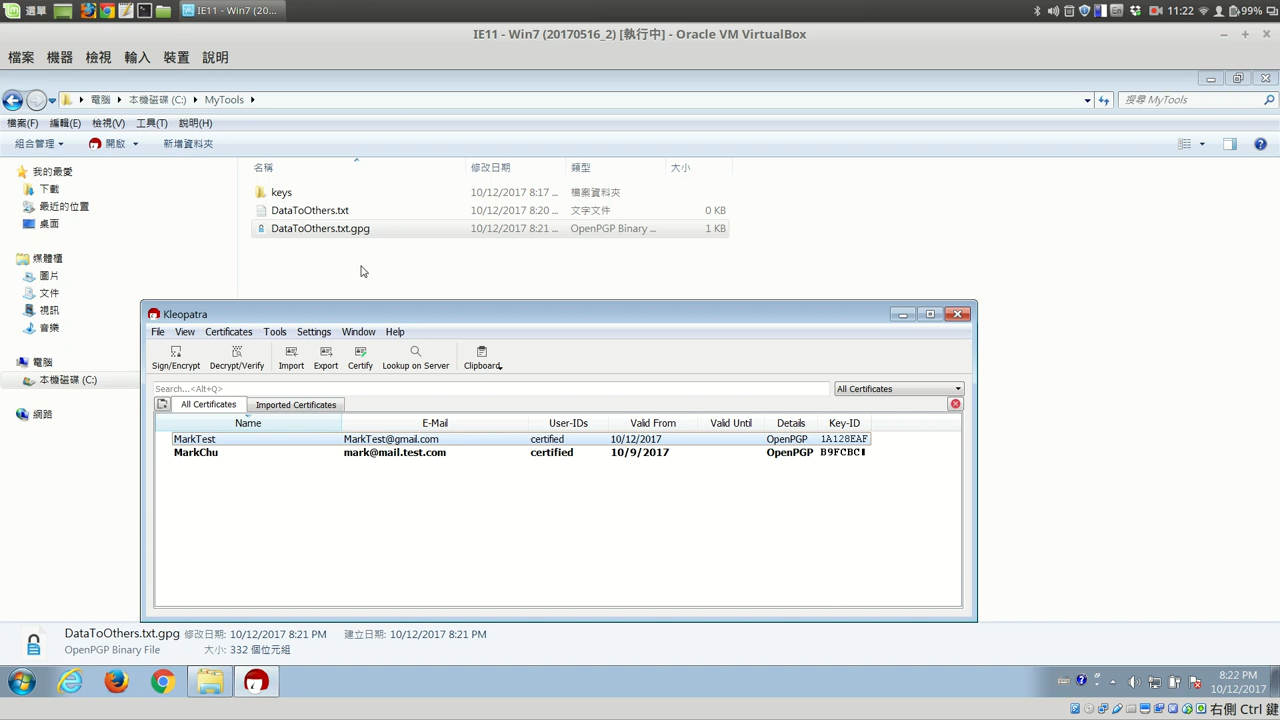 選單 IE11 - Win7 (20... En 11:22 99%
IE11 - Win7 (20170516_2) [執行中] - Oracle VM VirtualBox
檔案 機器 檢視 輸入 裝置 說明
電腦 本機磁碟 (C:) MyTools 搜尋 MyTools
檔案(F) 編輯(E) 檢視(V) 工具(T) 說明(H)
組合管理 開啟 新增資料夾
名稱 修改日期 類型 大小
我的最愛
下載
最近的位置
桌面
媒體櫃
圖片
文件
視訊
音樂
電腦
本機磁碟 (C:)
網路
keys 10/12/2017 8:17 ... 檔案資料夾
DataToOthers.txt 10/12/2017 8:20 ... 文字文件 0 KB
DataToOthers.txt.gpg 10/12/2017 8:21 ... OpenPGP Binary ... 1 KB
Kleopatra
File View Certificates Tools Settings Window Help
Sign/Encrypt Decrypt/Verify Import Export Certify Lookup on Server Clipboard
Search...<Alt+Q> All Certificates
All Certificates Imported Certificates
Name E-Mail User-IDs Valid From Valid Until Details Key-ID
MarkTest MarkTest@gmail.com certified 10/12/2017 OpenPGP 1A128EAF
MarkChu mark@mail.test.com certified 10/9/2017 OpenPGP
DataToOthers.txt.gpg 修改日期: 10/12/2017 8:21 PM 建立日期: 10/12/2017 8:21 PM
OpenPGP Binary File 大小: 332 個位元組
8:22 PM
10/12/2017
右側 Ctrl 鍵